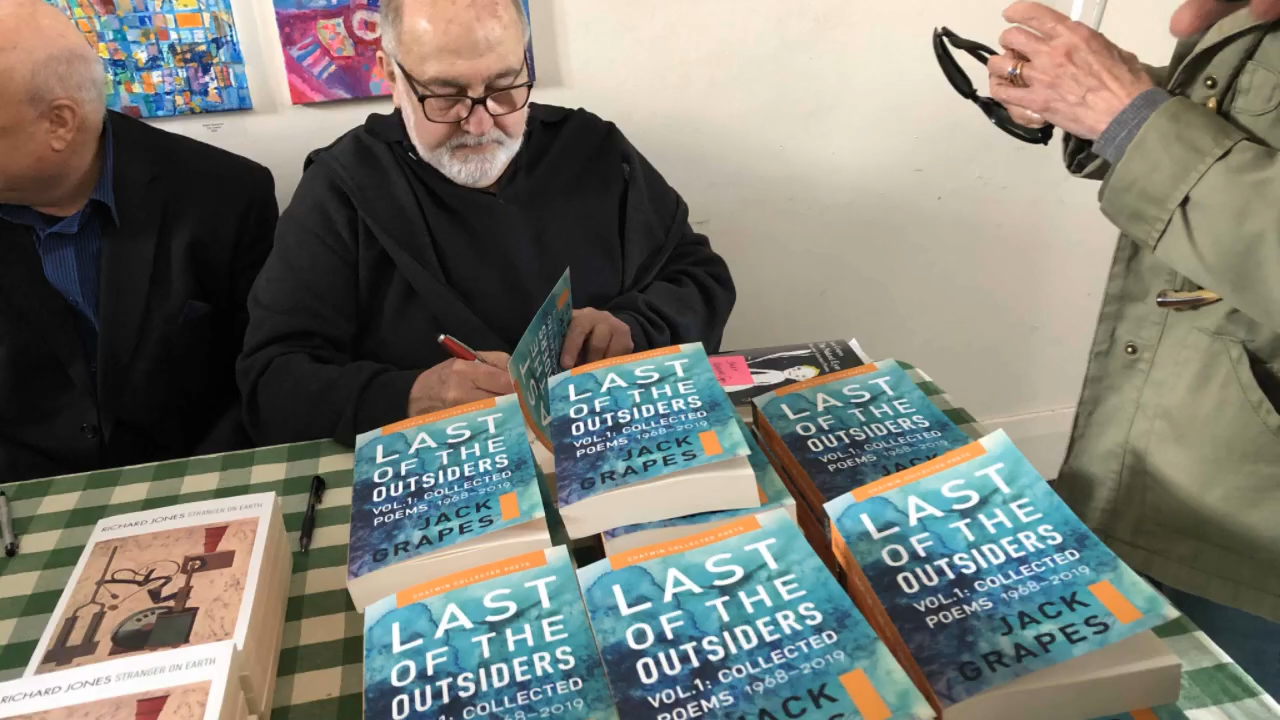 LAST
OF THE
OUTSIDERS
VOL.1: COLLECTED
POEMS 1968–2019
JACK
GRAPES
LAST
OF THE
OUTSIDERS
VOL.1: COLLECTED
POEMS 1968–2019
JACK
GRAPES
LAST
OF THE
OUTSIDERS
VOL.1: COLLECTED
POEMS 1968–2019
JACK
CHATWIN COLLECTED POETS
LAST
OF THE
OUTSIDERS
VOL.1: COLLECTED
POEMS 1968–2019
JACK
GRAPES
CHATWIN COLLECTED POETS
LAST
OF THE
OUTSIDERS
1: COLLECTED
68–2019
CHATWIN COLLECTED POETS
LAST
OF THE
OUTSIDERS
VOL.1: COLLECTED
POEMS 1968–2019
JACK
RICHARD JONES STRANGER ON EARTH
RICHARD JONES STRANGER ON EARTH